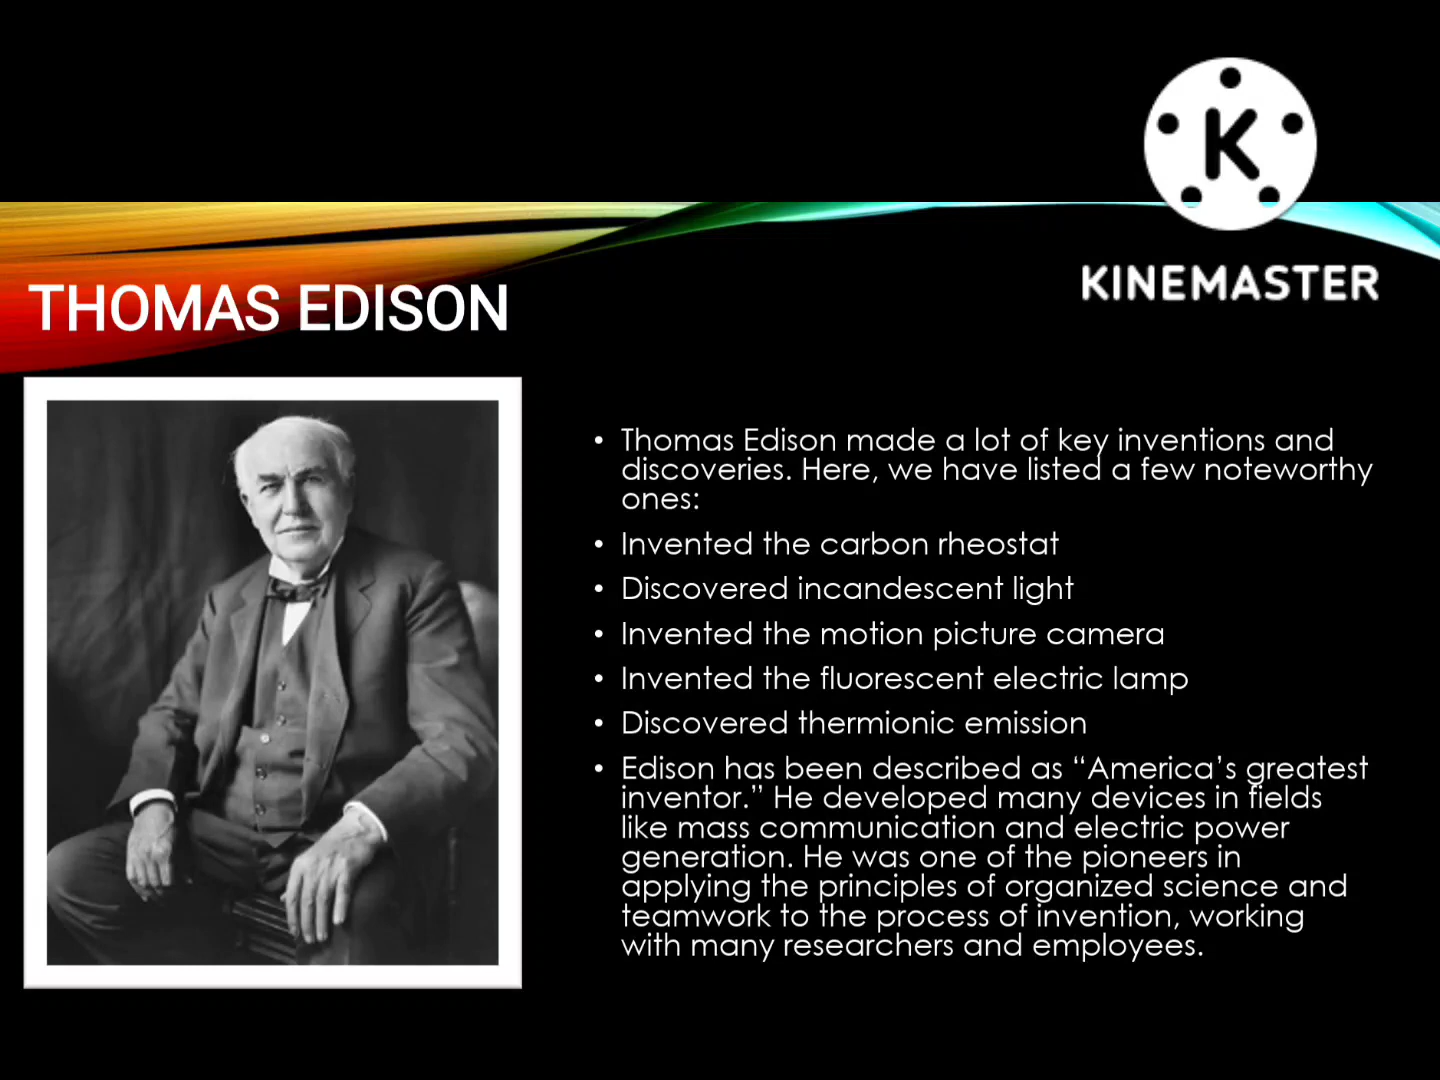 K
KINEMASTER
THOMAS EDISON
• Thomas Edison made a lot of key inventions and
discoveries. Here, we have listed a few noteworthy
ones:
• Invented the carbon rheostat
• Discovered incandescent light
• Invented the motion picture camera
• Invented the fluorescent electric lamp
• Discovered thermionic emission
• Edison has been described as “America’s greatest
inventor.” He developed many devices in fields
like mass communication and electric power
generation. He was one of the pioneers in
applying the principles of organized science and
teamwork to the process of invention, working
with many researchers and employees.